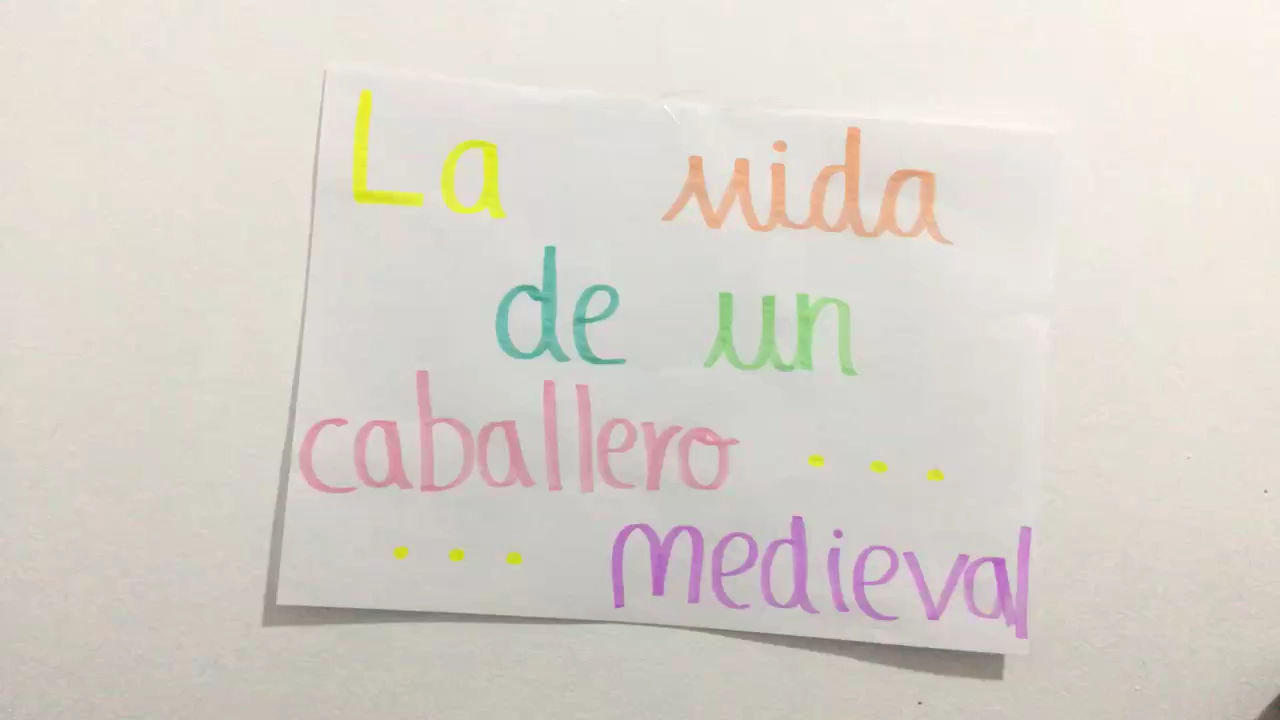 La vida
de un
caballero ...
... medieval